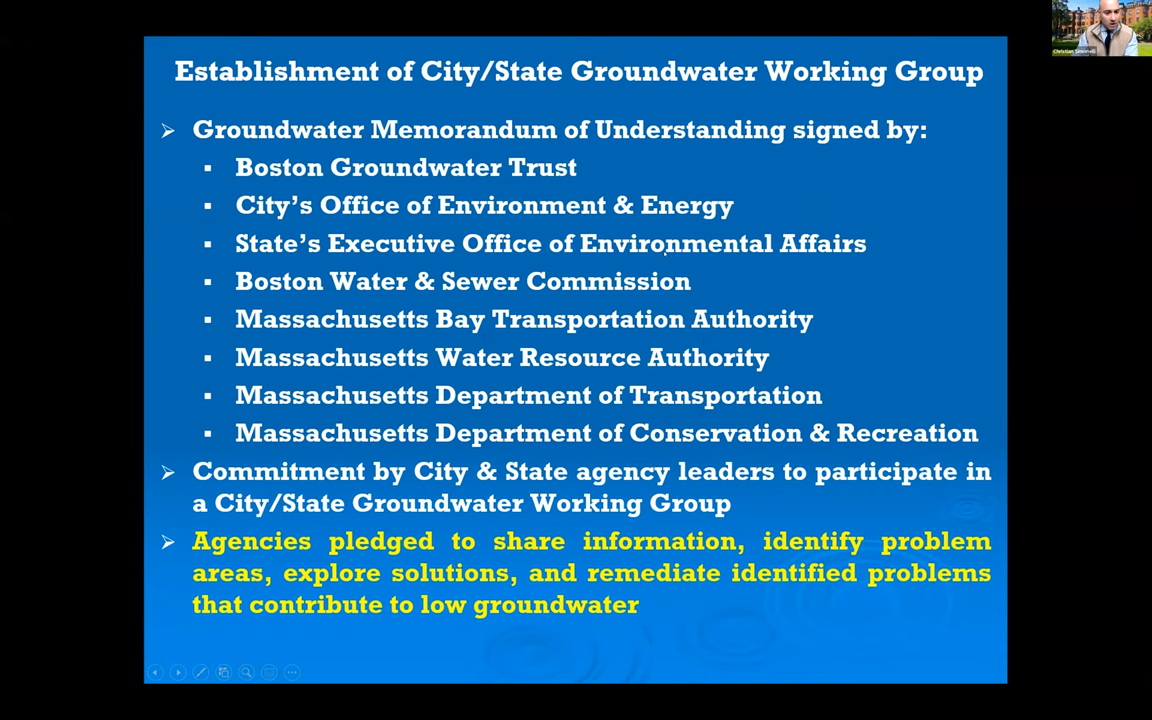 Establishment of City/State Groundwater Working Group
Groundwater Memorandum of Understanding signed by:
Boston Groundwater Trust
City’s Office of Environment & Energy
State’s Executive Office of Environmental Affairs
Boston Water & Sewer Commission
Massachusetts Bay Transportation Authority
Massachusetts Water Resource Authority
Massachusetts Department of Transportation
Massachusetts Department of Conservation & Recreation
Commitment by City & State agency leaders to participate in
a City/State Groundwater Working Group
Agencies pledged to share information, identify problem
areas, explore solutions, and remediate identified problems
that contribute to low groundwater
Christian Simonelli